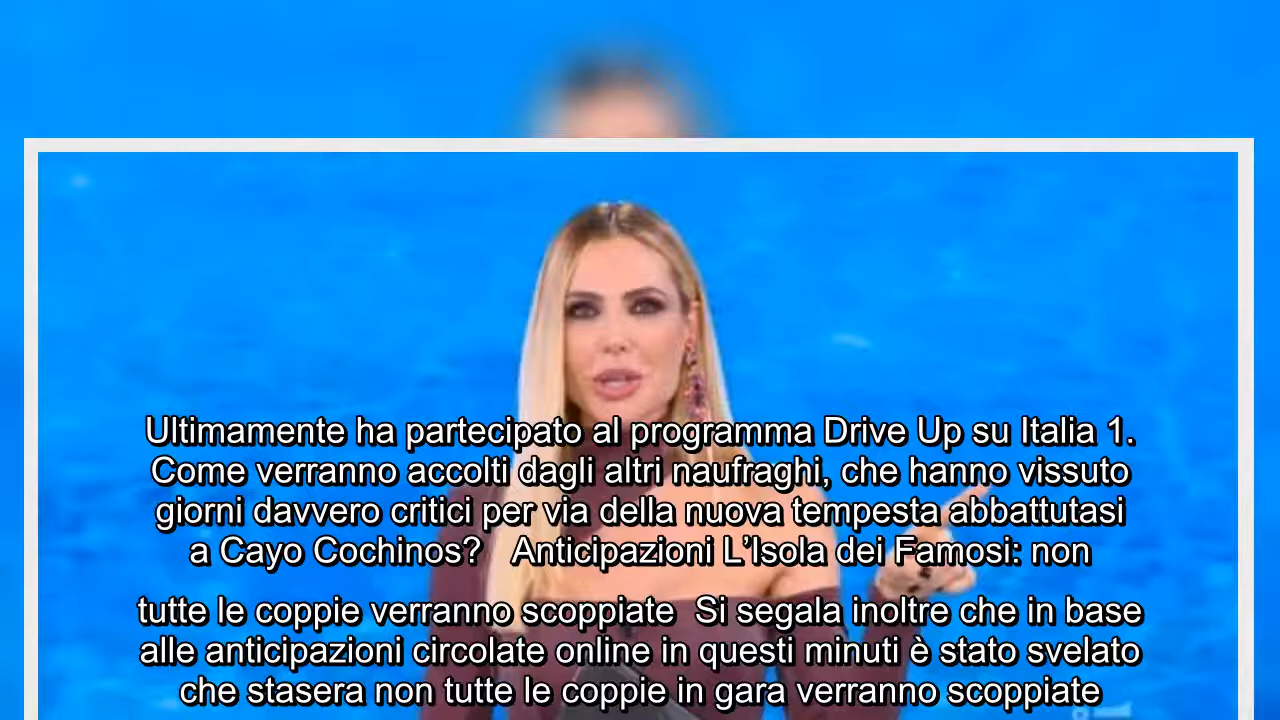 Ultimamente ha partecipato al programma Drive Up su Italia 1.
Come verranno accolti dagli altri naufraghi, che hanno vissuto
giorni davvero critici per via della nuova tempesta abbattutasi
a Cayo Cochinos?   Anticipazioni L’Isola dei Famosi: non
tutte le coppie verranno scoppiate  Si segala inoltre che in base
alle anticipazioni circolate online in questi minuti è stato svelato
che stasera non tutte le coppie in gara verranno scoppiate